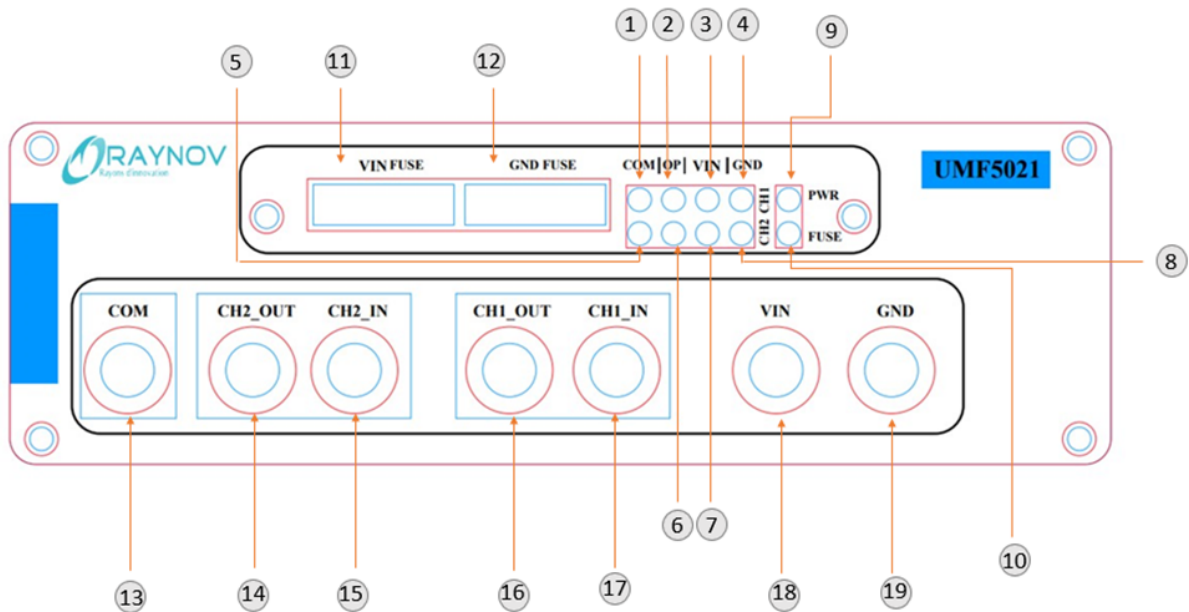 1 2 3 4 9
5 11 12
RAYNOV
Rayons d'innovation
VIN FUSE GND FUSE COM |OP| VIN |GND
UMF5021
CH1 PWR
CH2 FUSE
8
COM CH2_OUT CH2_IN CH1_OUT CH1_IN VIN GND
6 7
10
13 14 15 16 17 18 19